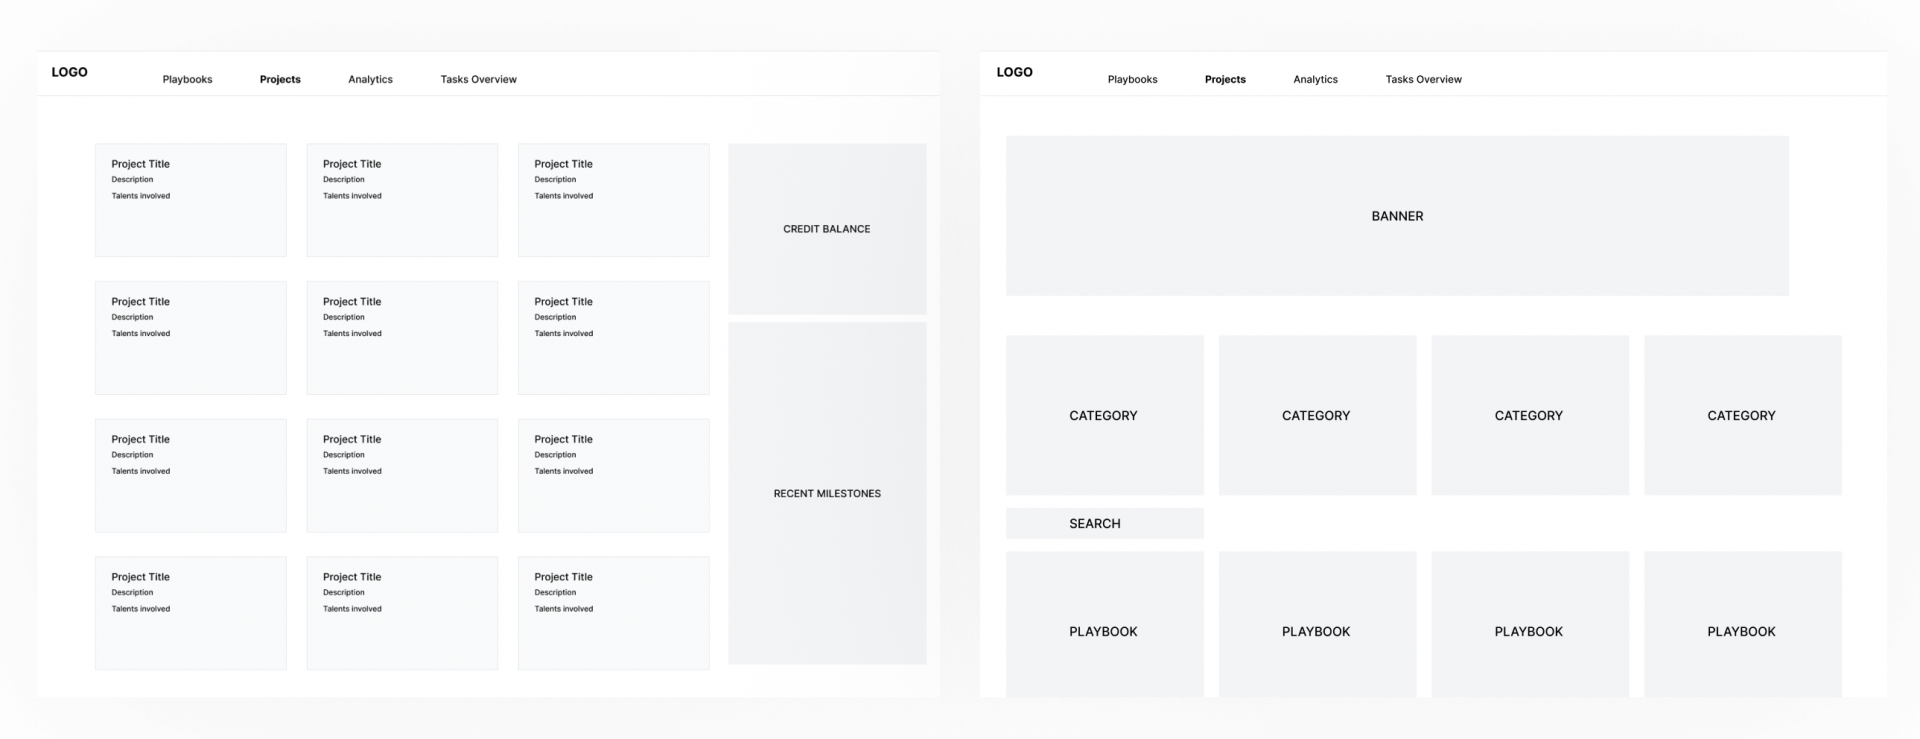 LOGO
Playbooks Projects Analytics Tasks Overview
Project Title Project Title Project Title
Description Description Description
Talents involved Talents involved Talents involved
CREDIT BALANCE
Project Title Project Title Project Title
Description Description Description
Talents involved Talents involved Talents involved
Project Title Project Title Project Title
Description Description Description
Talents involved Talents involved Talents involved
RECENT MILESTONES
Project Title Project Title Project Title
Description Description Description
Talents involved Talents involved Talents involved
LOGO
Playbooks Projects Analytics Tasks Overview
BANNER
CATEGORY CATEGORY CATEGORY CATEGORY
SEARCH
PLAYBOOK PLAYBOOK PLAYBOOK PLAYBOOK